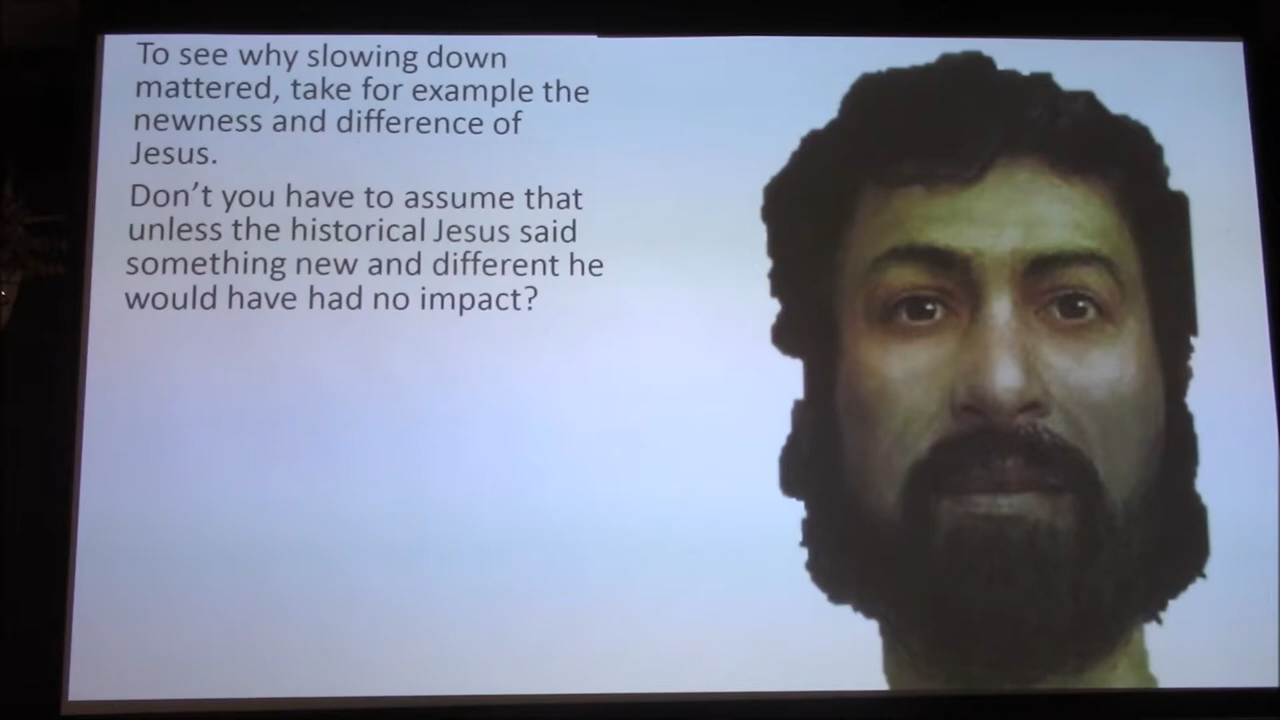 To see why slowing down
mattered, take for example the
newness and difference of
Jesus.
Don't you have to assume that
unless the historical Jesus said
something new and different he
would have had no impact?